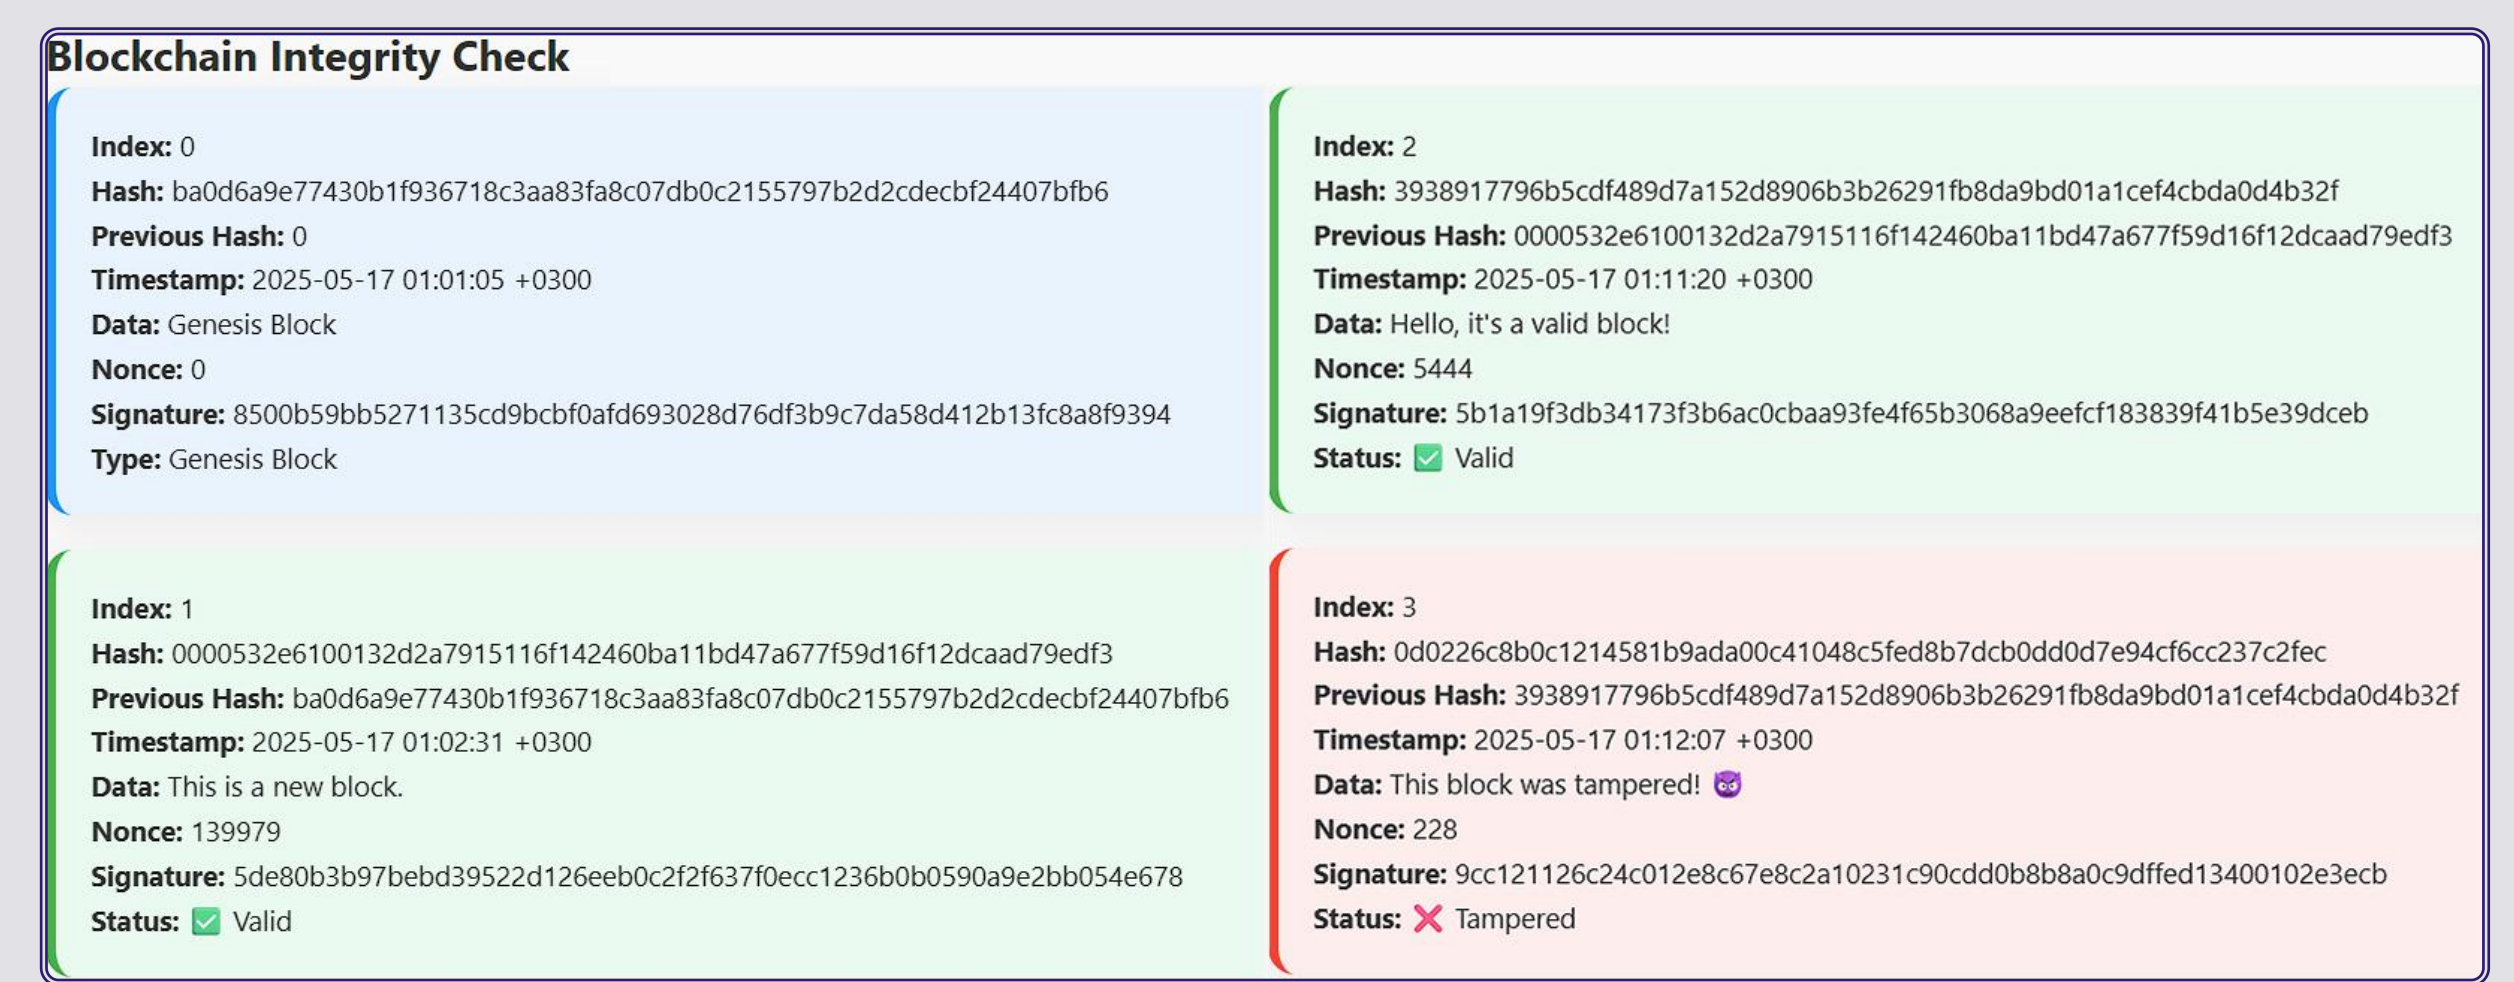 Blockchain Integrity Check
Index: 0
Hash: ba0d6a9e77430b1f936718c3aa83fa8c07db0c2155797b2d2cdecbf24407bfb6
Previous Hash: 0
Timestamp: 2025-05-17 01:01:05 +0300
Data: Genesis Block
Nonce: 0
Signature: 8500b59bb5271135cd9bcbf0afd693028d76df3b9c7da58d412b13fc8a8f9394
Type: Genesis Block
Index: 1
Hash: 0000532e6100132d2a7915116f142460ba11bd47a677f59d16f12dcaad79edf3
Previous Hash: ba0d6a9e77430b1f936718c3aa83fa8c07db0c2155797b2d2cdecbf24407bfb6
Timestamp: 2025-05-17 01:02:31 +0300
Data: This is a new block.
Nonce: 139979
Signature: 5de80b3b97bebd39522d126eeb0c2f2f637f0ecc1236b0b0590a9e2bb054e678
Status: ✅ Valid
Index: 2
Hash: 3938917796b5cdf489d7a152d8906b3b26291fb8da9bd01a1cef4cbda0d4b32f
Previous Hash: 0000532e6100132d2a7915116f142460ba11bd47a677f59d16f12dcaad79edf3
Timestamp: 2025-05-17 01:11:20 +0300
Data: Hello, it's a valid block!
Nonce: 5444
Signature: 5b1a19f3db34173f3b6ac0cbaa93fe4f65b3068a9eefcf183839f41b5e39dceb
Status: ✅ Valid
Index: 3
Hash: 0d0226c8b0c1214581b9ada00c41048c5fed8b7dcb0dd0d7e94cf6cc237c2fec
Previous Hash: 3938917796b5cdf489d7a152d8906b3b26291fb8da9bd01a1cef4cbda0d4b32f
Timestamp: 2025-05-17 01:12:07 +0300
Data: This block was tampered! 😈
Nonce: 228
Signature: 9cc121126c24c012e8c67e8c2a10231c90cdd0b8b8a0c9dffed13400102e3ecb
Status: ❌ Tampered